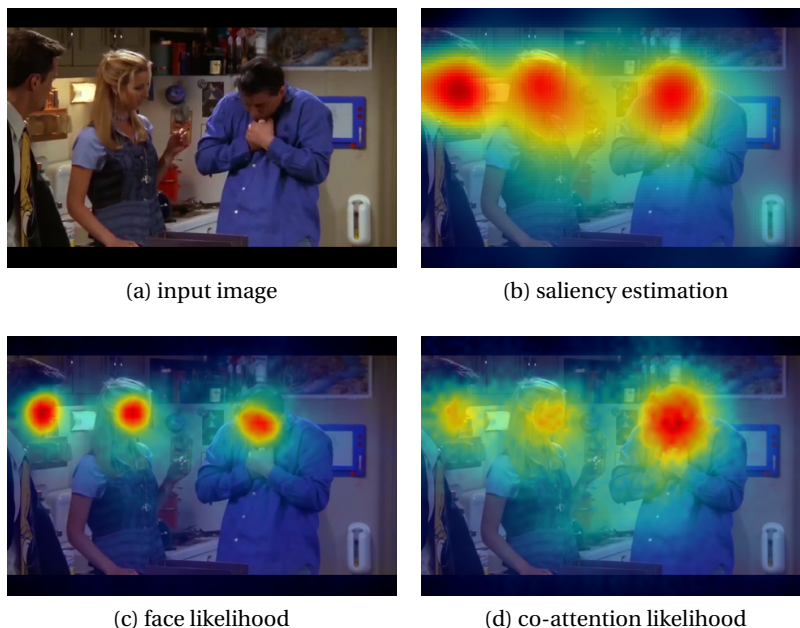 (a) input image
(b) saliency estimation
(c) face likelihood
(d) co-attention likelihood